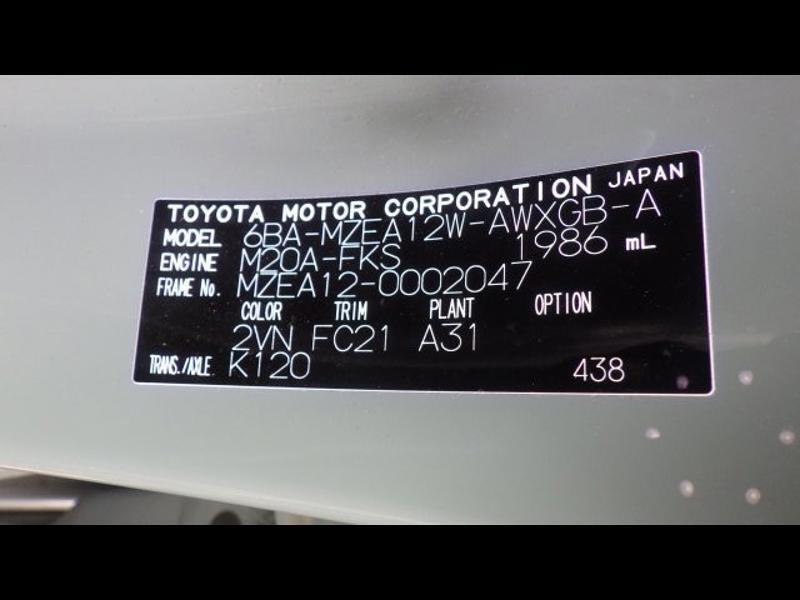 TOYOTA MOTOR CORPORATION JAPAN
MODEL 6BA-MZEA12W-AWXGB-A
ENGINE M20A-FKS 1986 mL
FRAME No. MZEA12-0002047
COLOR TRIM PLANT OPTION
2VN FC21 A31
TRANS./AXLE K120 438